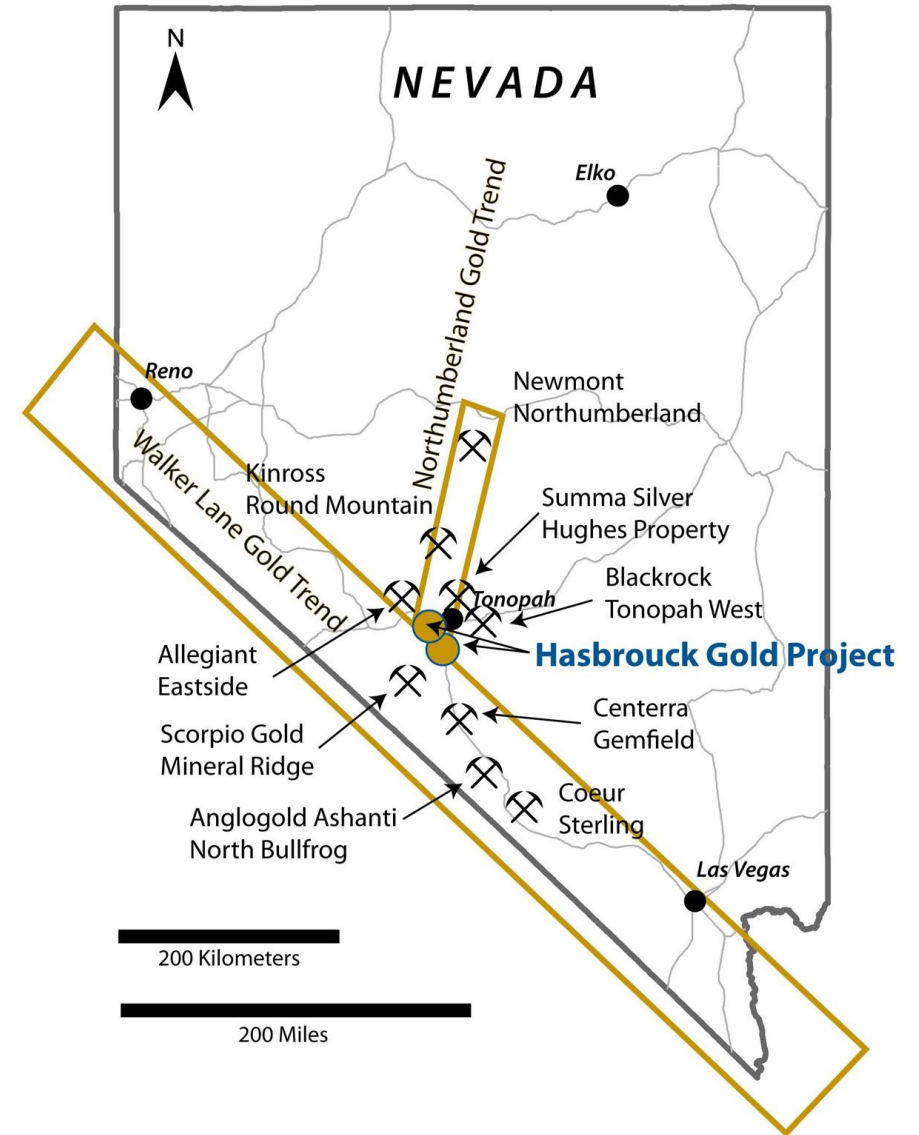 N
NEVADA
Elko
Northumberland Gold Trend
Reno
Newmont
Northumberland
Walker Lane Gold Trend
Kinross
Round Mountain
Summa Silver
Hughes Property
Blackrock
Tonopah West
Tonopah
Hasbrouck Gold Project
Allegiant
Eastside
Scorpio Gold
Mineral Ridge
Centerra
Gemfield
Anglogold Ashanti
North Bullfrog
Coeur
Sterling
Las Vegas
200 Kilometers
200 Miles